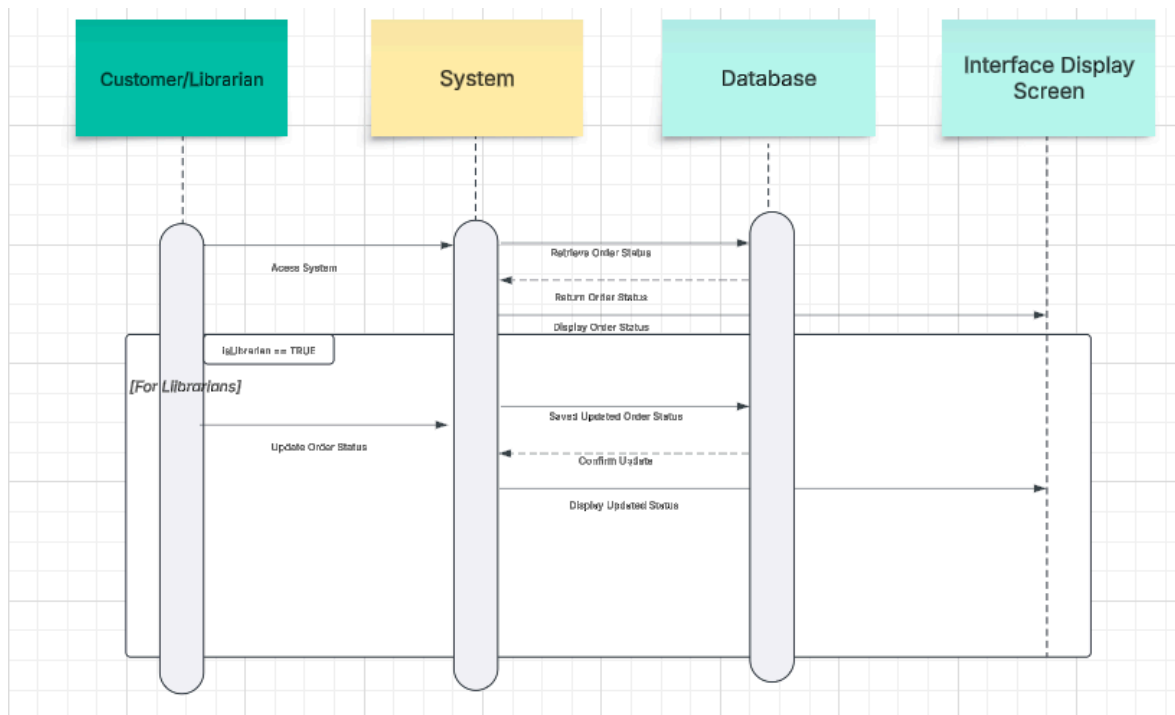 Customer/Librarian
System
Database
Interface Display
Screen
Retrieve Order Status
Acess System
Return Order Status
Display Order Status
isLibrarian == TRUE
[For Liibrarians]
Saved Updated Order Status
Update Order Status
Confirm Update
Display Updated Status